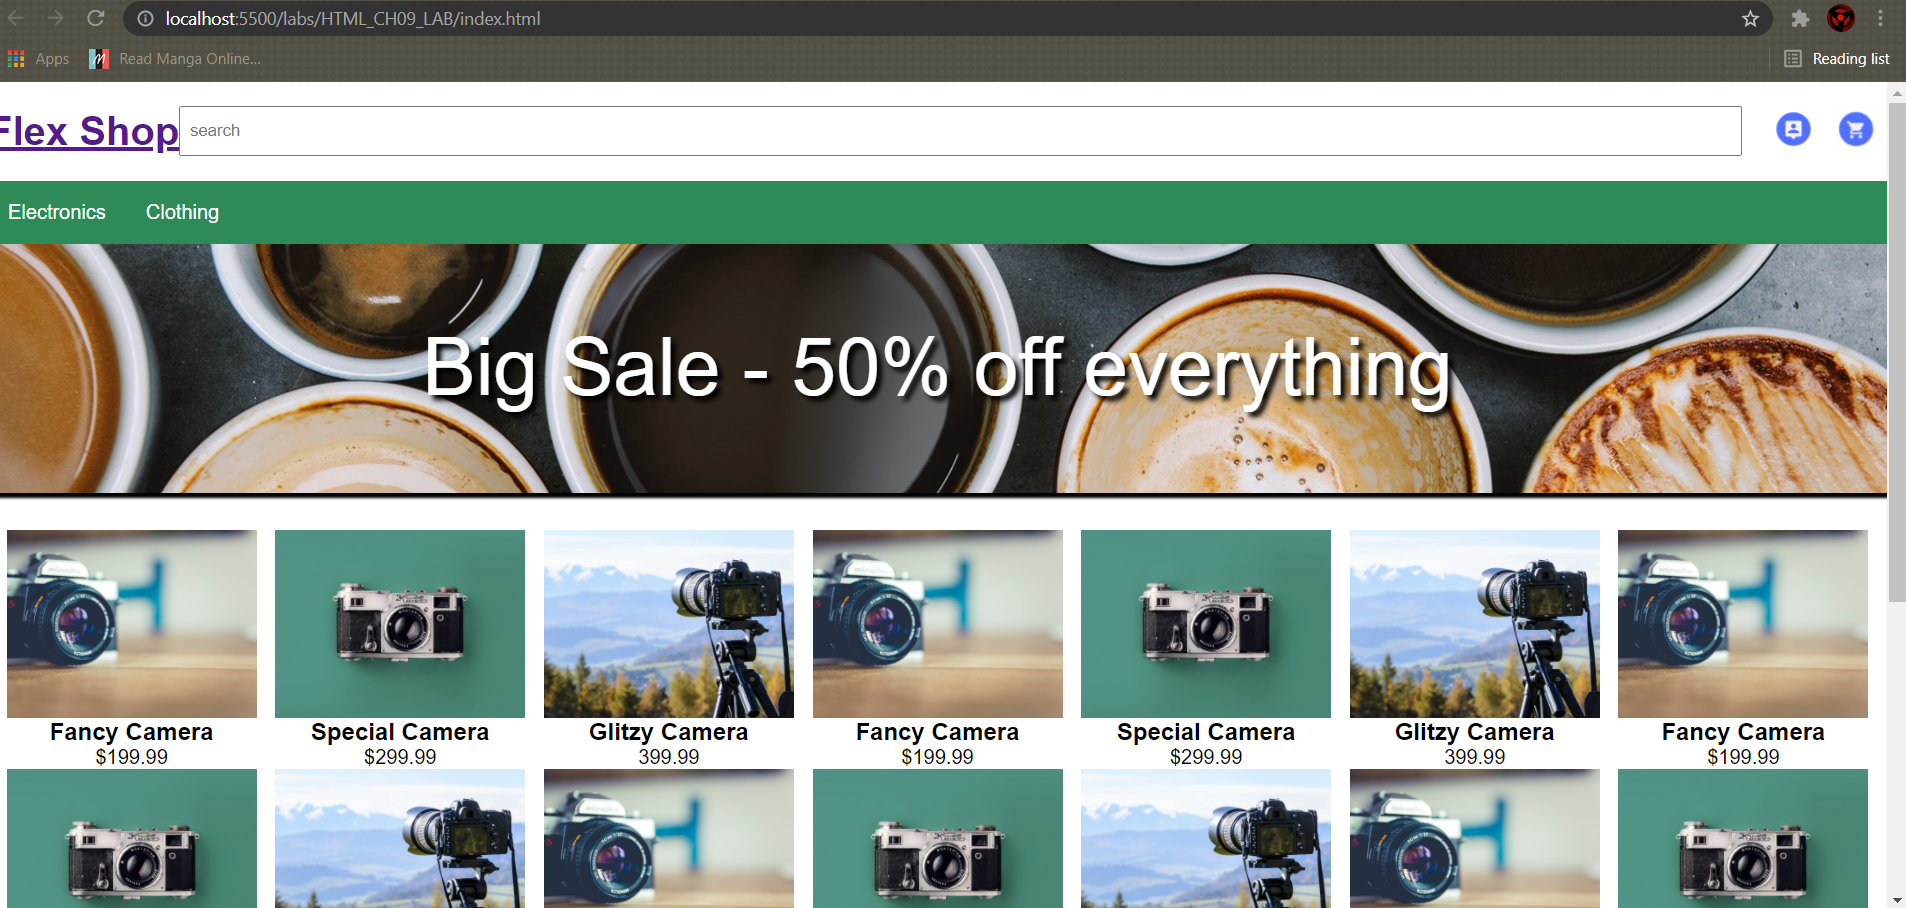 localhost:5500/labs/HTML_CH09_LAB/index.html
Apps Read Manga Online... Reading list
Flex Shop search
Electronics Clothing
Big Sale - 50% off everything
Fancy Camera Special Camera Glitzy Camera Fancy Camera Special Camera Glitzy Camera Fancy Camera
$199.99 $299.99 399.99 $199.99 $299.99 399.99 $199.99